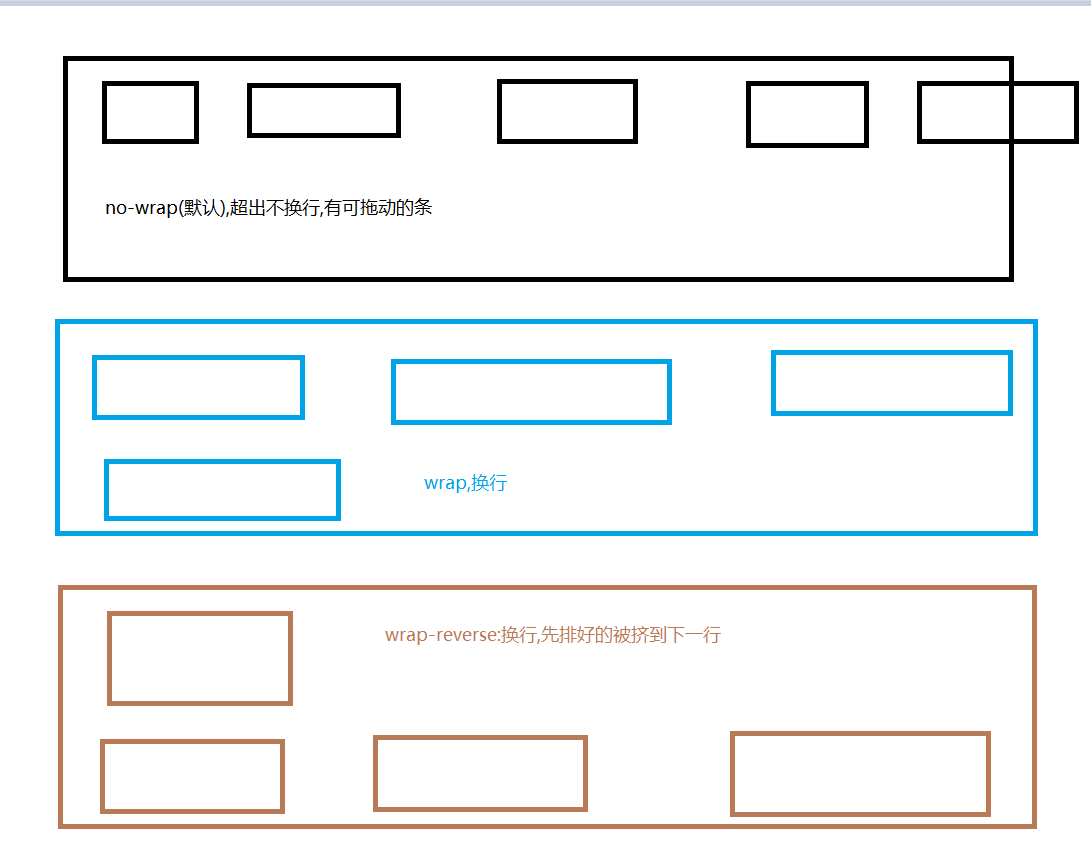 no-wrap(默认),超出不换行,有可拖动的条
wrap,换行
wrap-reverse:换行,先排好的被挤到下一行